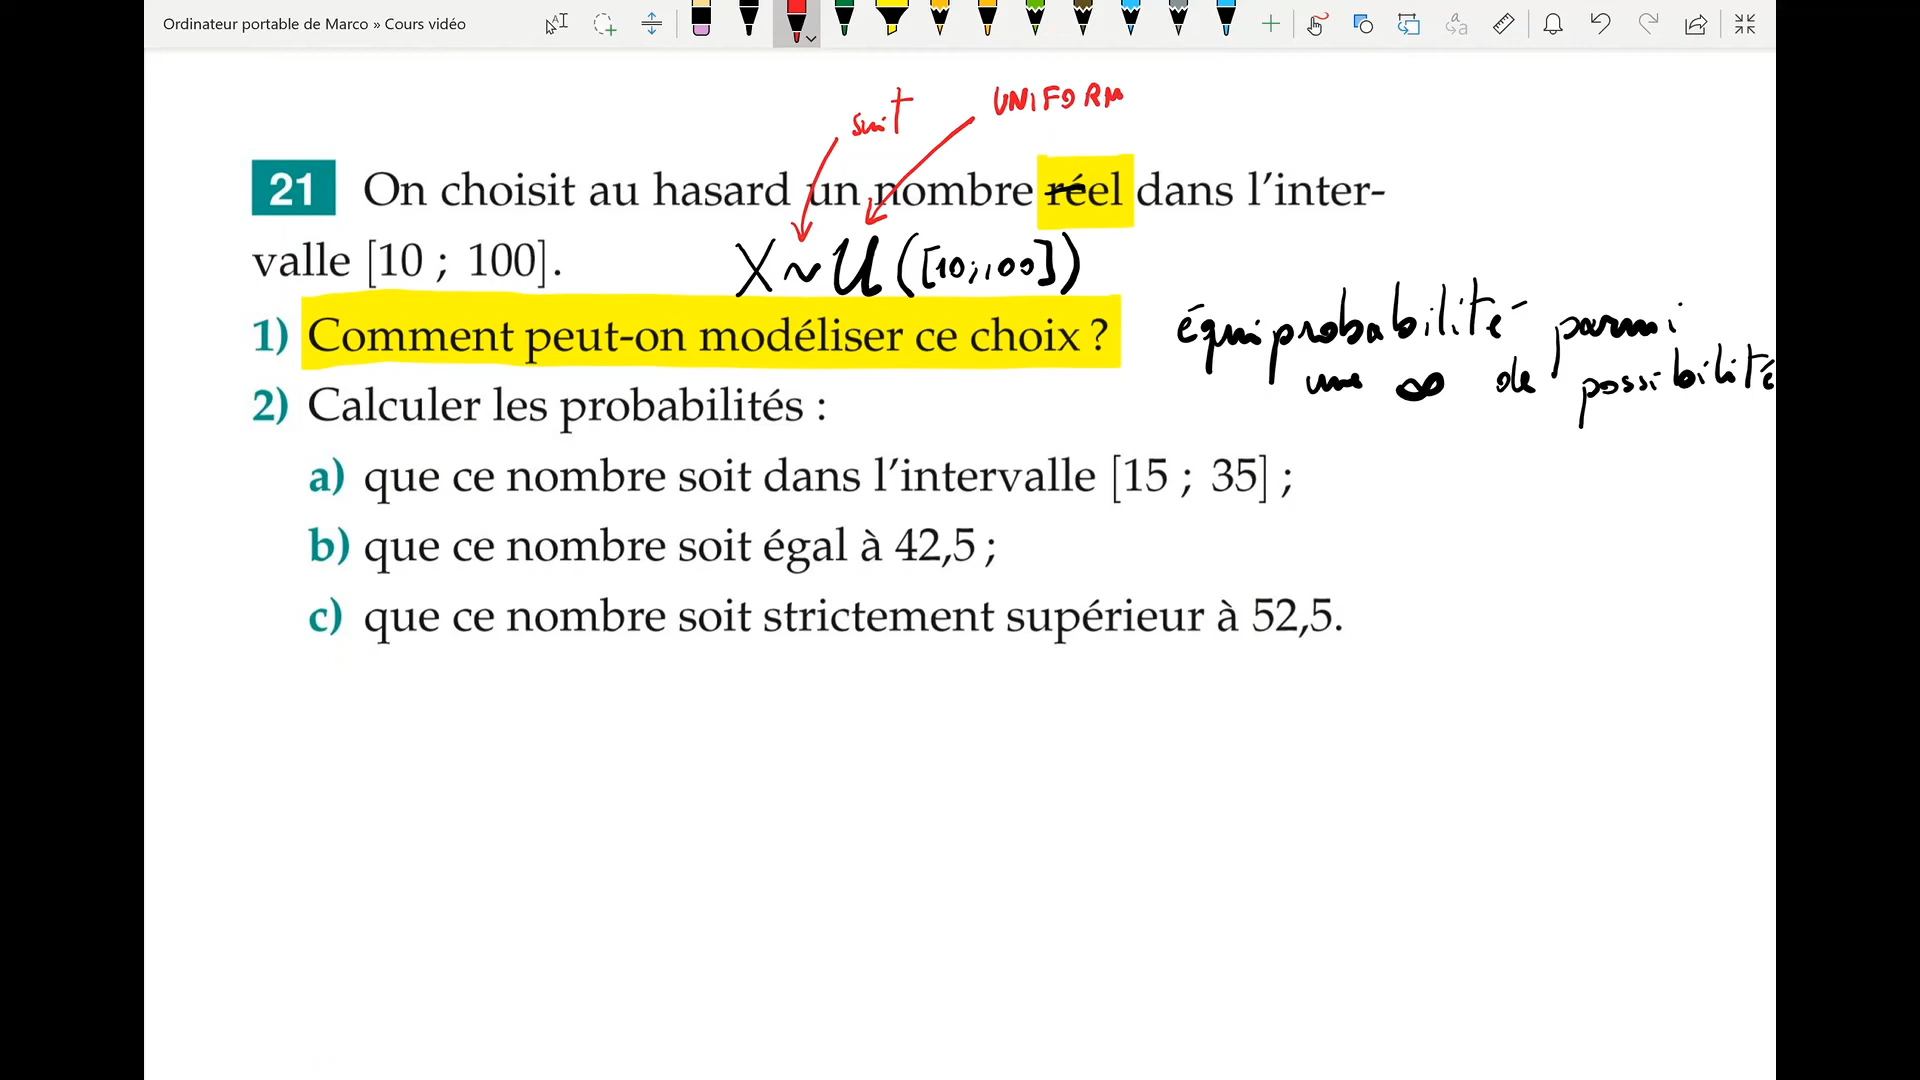 Ordinateur portable de Marco » Cours vidéo
suit
UNIFORM
21 On choisit au hasard un nombre réel dans l'inter-
valle [10 ; 100].
X ~ U ([10; 100])
1) Comment peut-on modéliser ce choix ?
équiprobabilité parmi
une ∞ de possibilité
2) Calculer les probabilités :
a) que ce nombre soit dans l'intervalle [15 ; 35] ;
b) que ce nombre soit égal à 42,5 ;
c) que ce nombre soit strictement supérieur à 52,5.